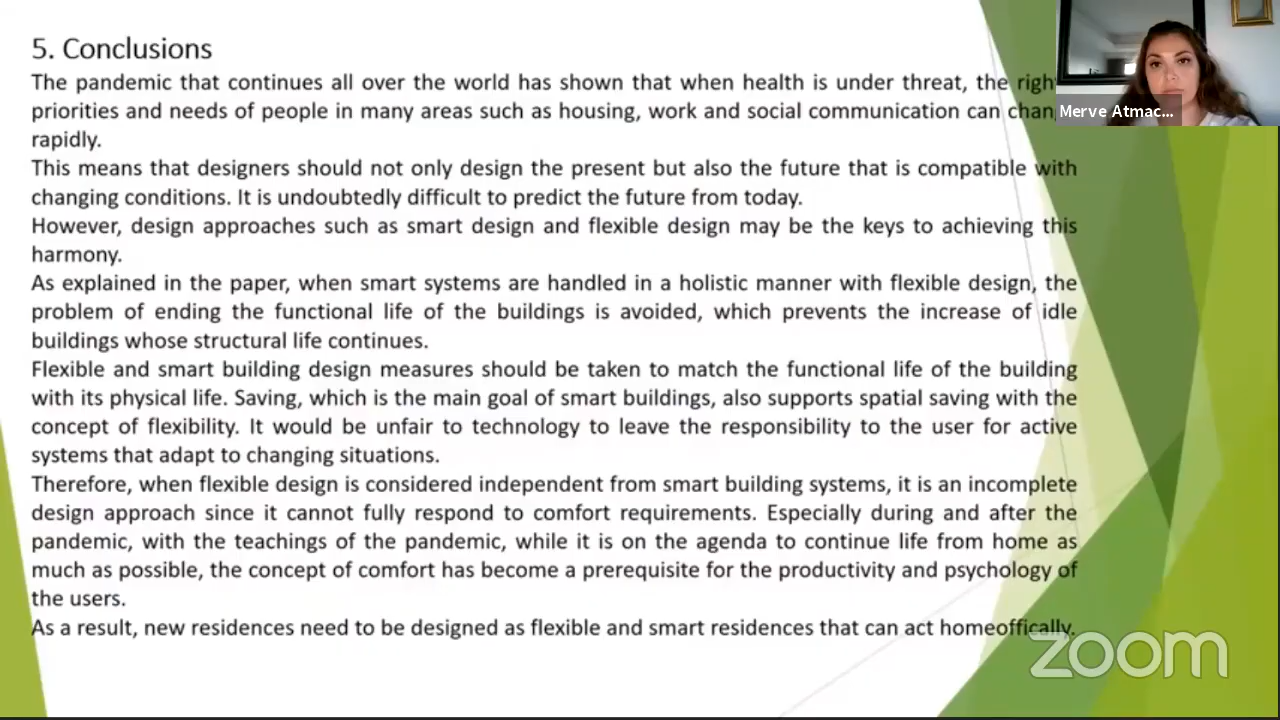 5. Conclusions
The pandemic that continues all over the world has shown that when health is under threat, the
priorities and needs of people in many areas such as housing, work and social communication can
rapidly.
This means that designers should not only design the present but also the future that is compatible with
changing conditions. It is undoubtedly difficult to predict the future from today.
However, design approaches such as smart design and flexible design may be the keys to achieving this
harmony.
As explained in the paper, when smart systems are handled in a holistic manner with flexible design, the
problem of ending the functional life of the buildings is avoided, which prevents the increase of idle
buildings whose structural life continues.
Flexible and smart building design measures should be taken to match the functional life of the building
with its physical life. Saving, which is the main goal of smart buildings, also supports spatial saving with the
concept of flexibility. It would be unfair to technology to leave the responsibility to the user for active
systems that adapt to changing situations.
Therefore, when flexible design is considered independent from smart building systems, it is an incomplete
design approach since it cannot fully respond to comfort requirements. Especially during and after the
pandemic, with the teachings of the pandemic, while it is on the agenda to continue life from home as
much as possible, the concept of comfort has become a prerequisite for the productivity and psychology of
the users.
As a result, new residences need to be designed as flexible and smart residences that can act homeoffically.
Merve Atmac...
zoom